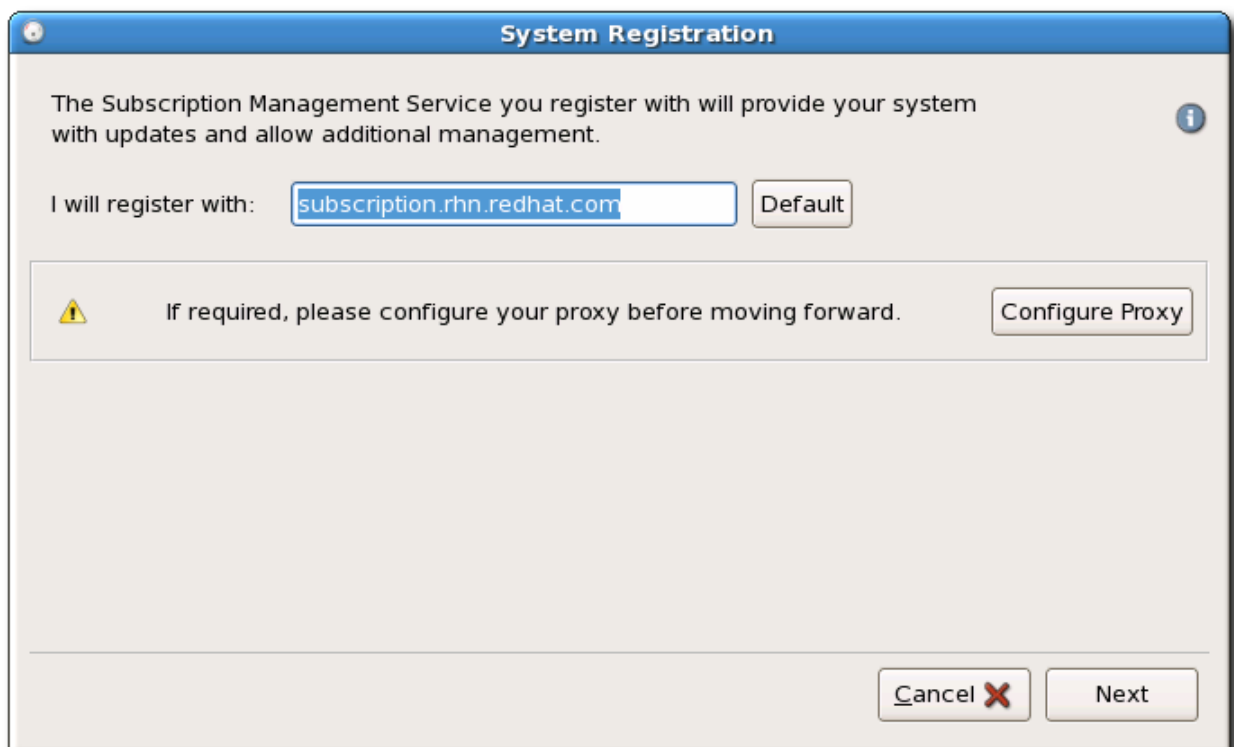 System Registration
The Subscription Management Service you register with will provide your system
with updates and allow additional management.
I will register with: subscription.rhn.redhat.com Default
If required, please configure your proxy before moving forward. Configure Proxy
Cancel Next